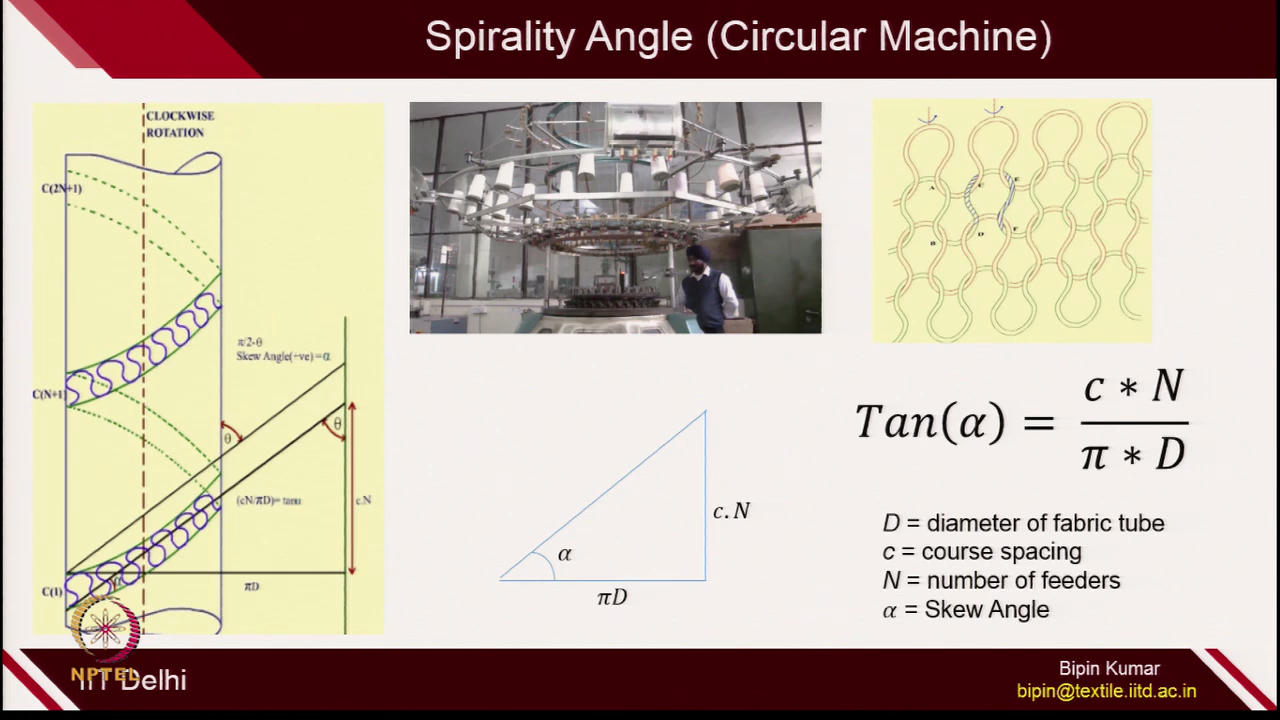 Spirality Angle (Circular Machine)
CLOCKWISE
ROTATION
C(2N+1)
C(N+1)
C(1)
π/2-θ
Skew Angle(+ve)=α
θ
θ
(cN/πD)=tanα
c.N
α
πD
A
B
C
D
E
F
α
c.N
πD
Tan(α) = c * N / π * D
D = diameter of fabric tube
c = course spacing
N = number of feeders
α = Skew Angle
NPTEL
IIT Delhi
Bipin Kumar
bipin@textile.iitd.ac.in